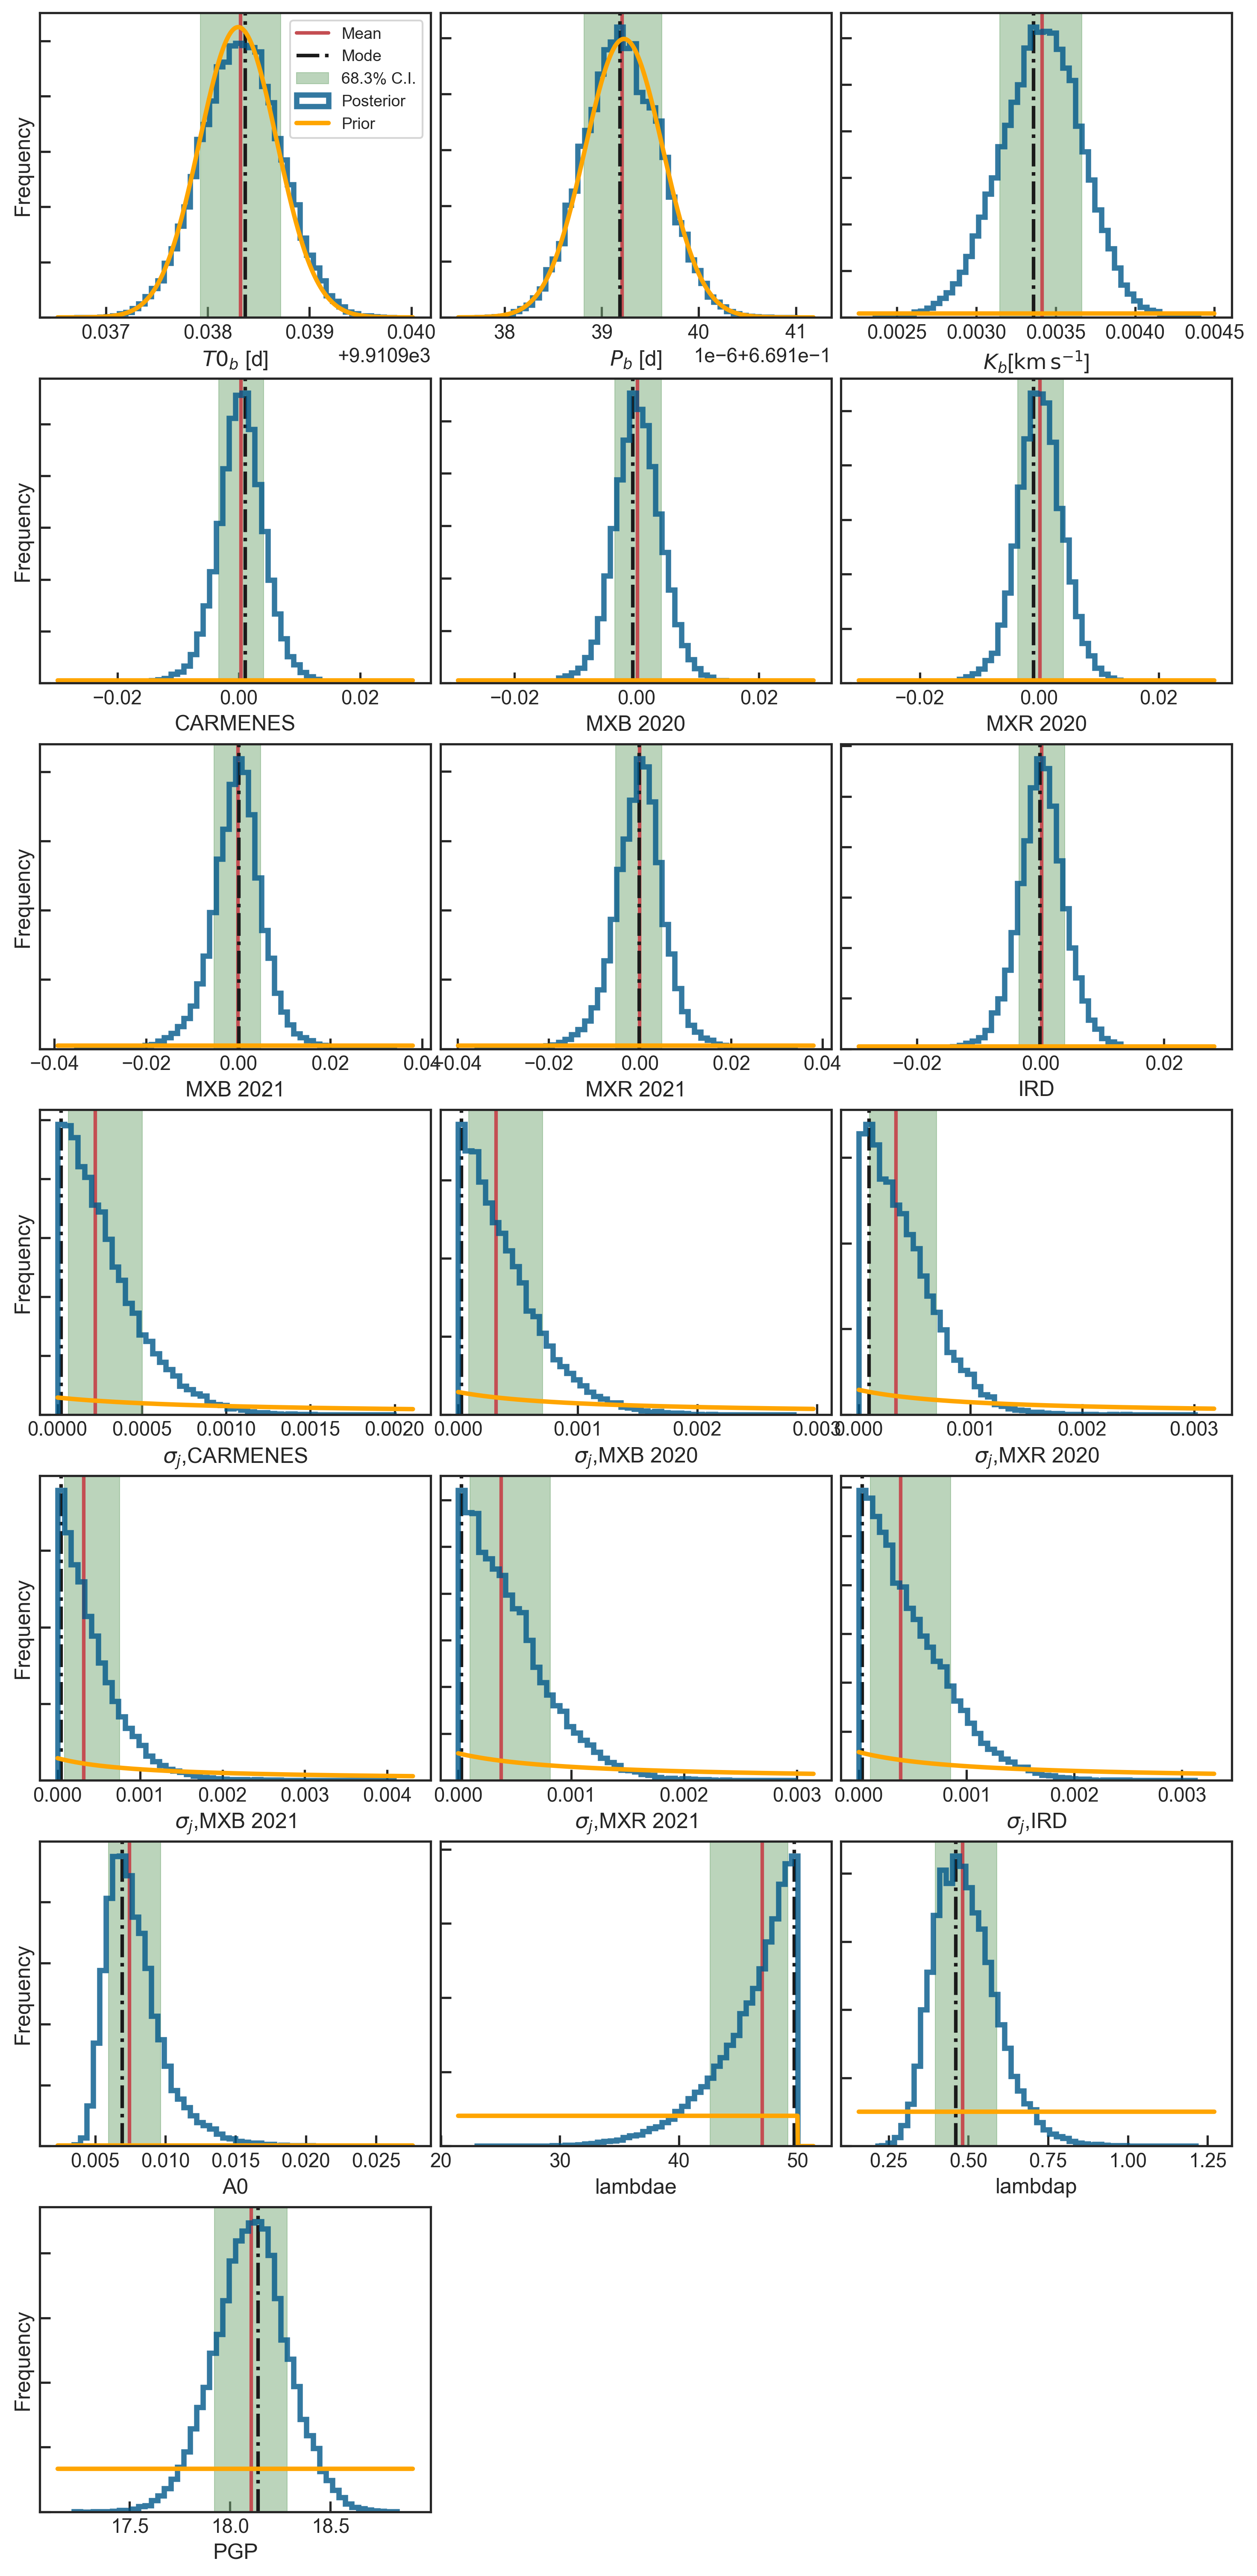 Mean
Mode
68.3% C.I.
Posterior
Prior
Frequency
0.037 0.038 0.039 0.040
+9.9109e3
T0b [d]
38 39 40 41
1e−6+6.691e−1
Pb [d]
0.0025 0.0030 0.0035 0.0040 0.0045
Kb[km s−1]
Frequency
−0.02 0.00 0.02
CARMENES
−0.02 0.00 0.02
MXB 2020
−0.02 0.00 0.02
MXR 2020
Frequency
−0.04 −0.02 0.00 0.02 0.04
MXB 2021
−0.04 −0.02 0.00 0.02 0.04
MXR 2021
−0.02 0.00 0.02
IRD
Frequency
0.0000 0.0005 0.0010 0.0015 0.0020
σj,CARMENES
0.000 0.001 0.002 0.003
σj,MXB 2020
0.000 0.001 0.002 0.003
σj,MXR 2020
Frequency
0.000 0.001 0.002 0.003 0.004
σj,MXB 2021
0.000 0.001 0.002 0.003
σj,MXR 2021
0.000 0.001 0.002 0.003
σj,IRD
Frequency
0.005 0.010 0.015 0.020 0.025
A0
20 30 40 50
lambdae
0.25 0.50 0.75 1.00 1.25
lambdap
Frequency
17.5 18.0 18.5
PGP